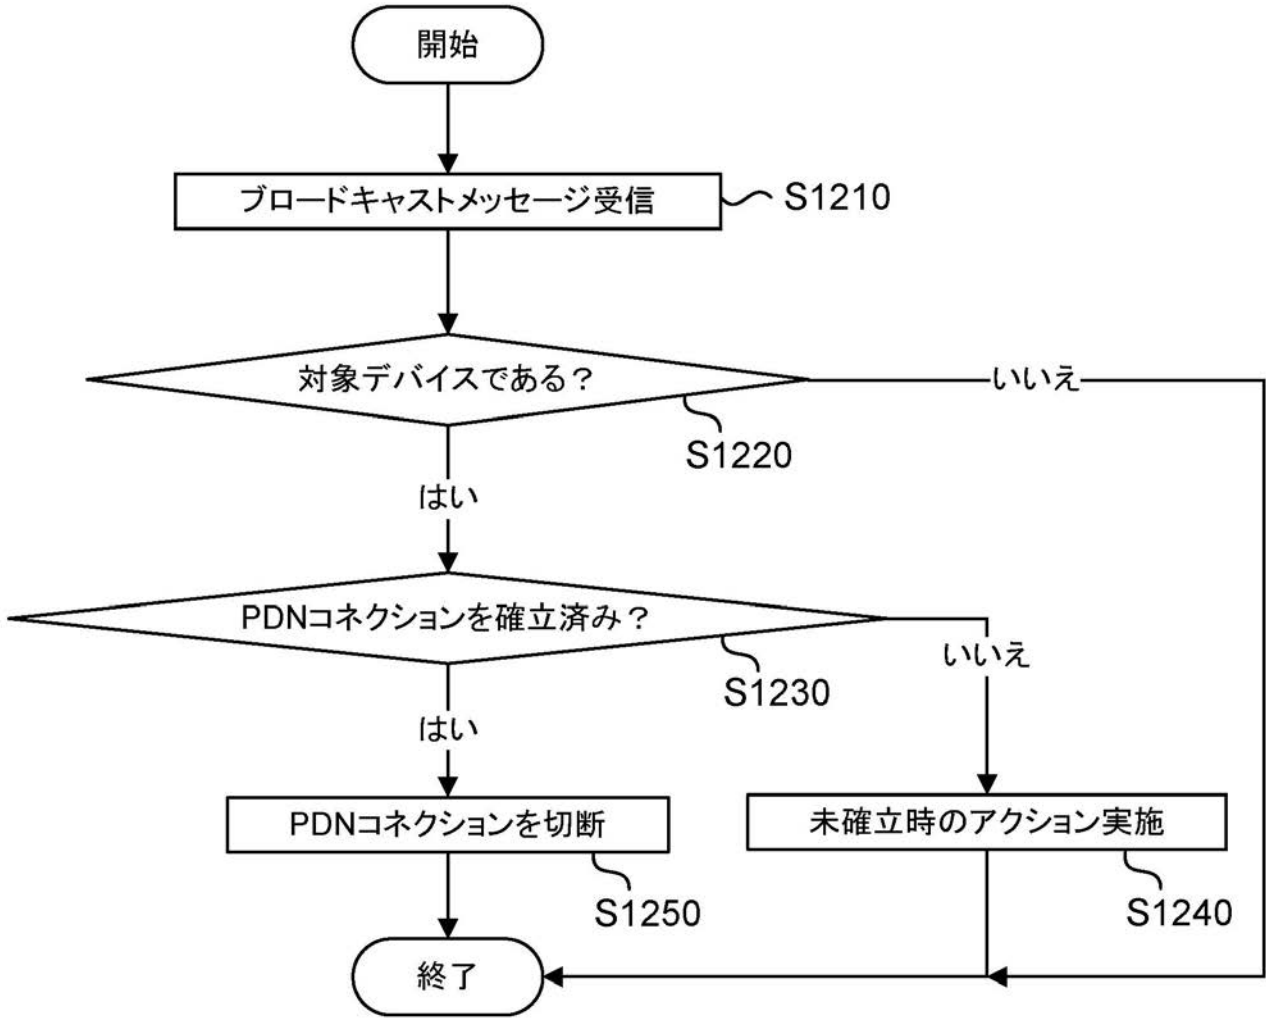 開始
ブロードキャストメッセージ受信
S1210
対象デバイスである？
いいえ
S1220
はい
PDNコネクションを確立済み？
いいえ
S1230
はい
PDNコネクションを切断
未確立時のアクション実施
S1250
S1240
終了